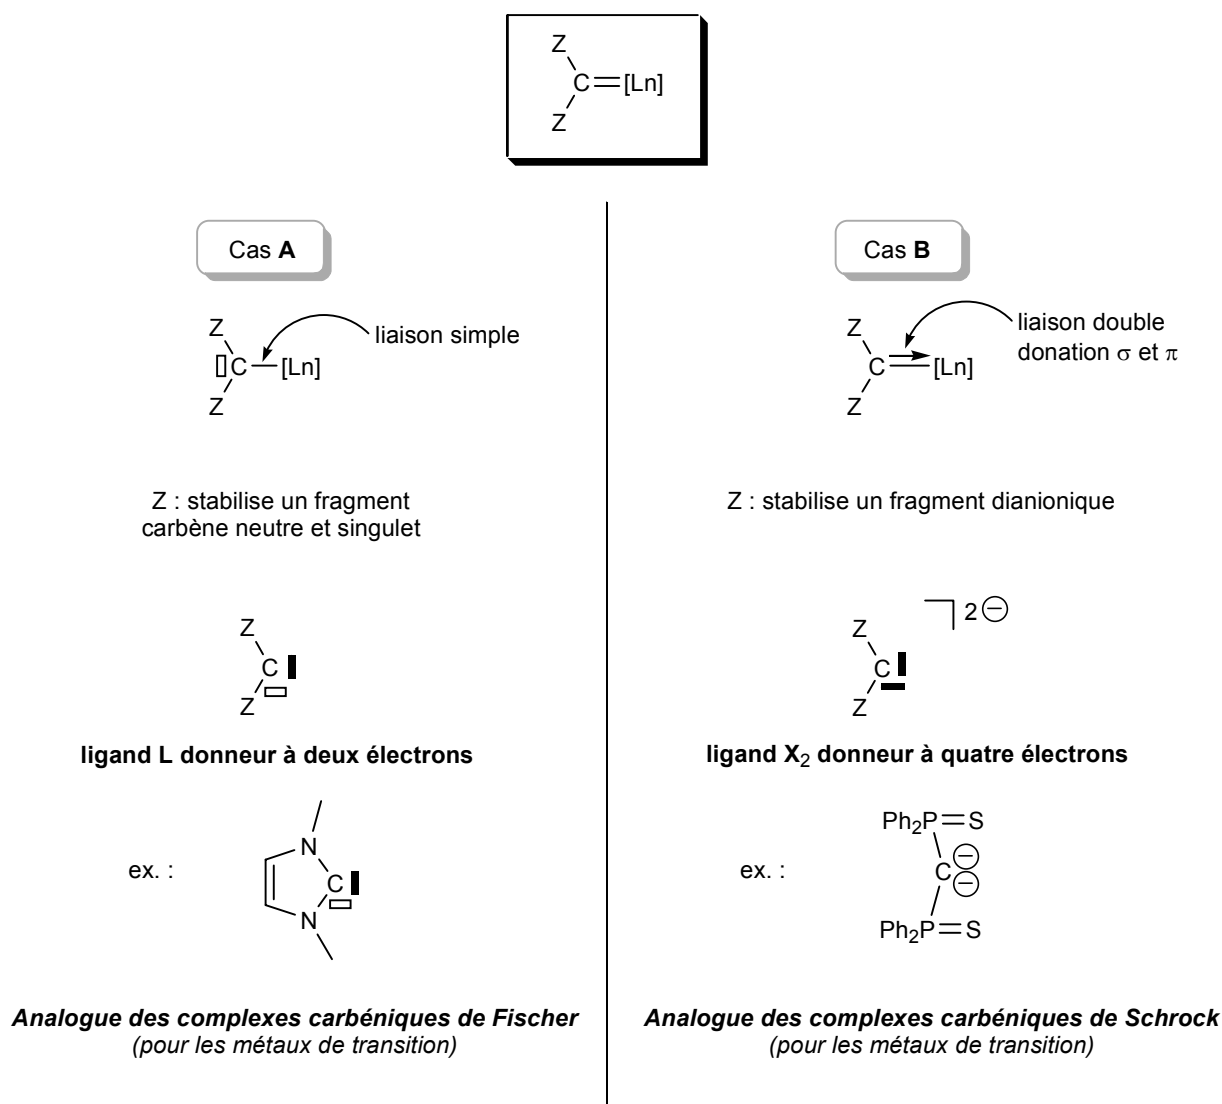 Z
C=[Ln]
Z
Cas A
Z
C—[Ln]
Z
liaison simple
Z : stabilise un fragment
carbène neutre et singulet
Z
C
Z
ligand L donneur à deux électrons
ex. :
N
C
N
Analogue des complexes carbéniques de Fischer
(pour les métaux de transition)
Cas B
Z
C=[Ln]
Z
liaison double
donation σ et π
Z : stabilise un fragment dianionique
2⊖
Z
C
Z
ligand X₂ donneur à quatre électrons
ex. :
Ph₂P=S
C⊖
⊖
Ph₂P=S
Analogue des complexes carbéniques de Schrock
(pour les métaux de transition)